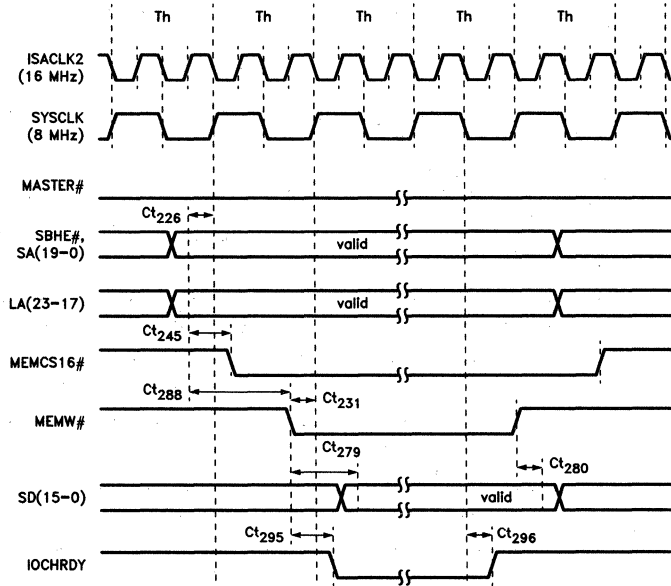 Th Th Th Th Th
ISACLK2
(16 MHz)
SYSCLK
(8 MHz)
MASTER#
Ct226
SBHE#,
SA(19-0)
valid
LA(23-17)
valid
Ct245
MEMCS16#
Ct288
Ct231
MEMW#
Ct279
Ct280
SD(15-0)
valid
Ct295
Ct296
IOCHRDY